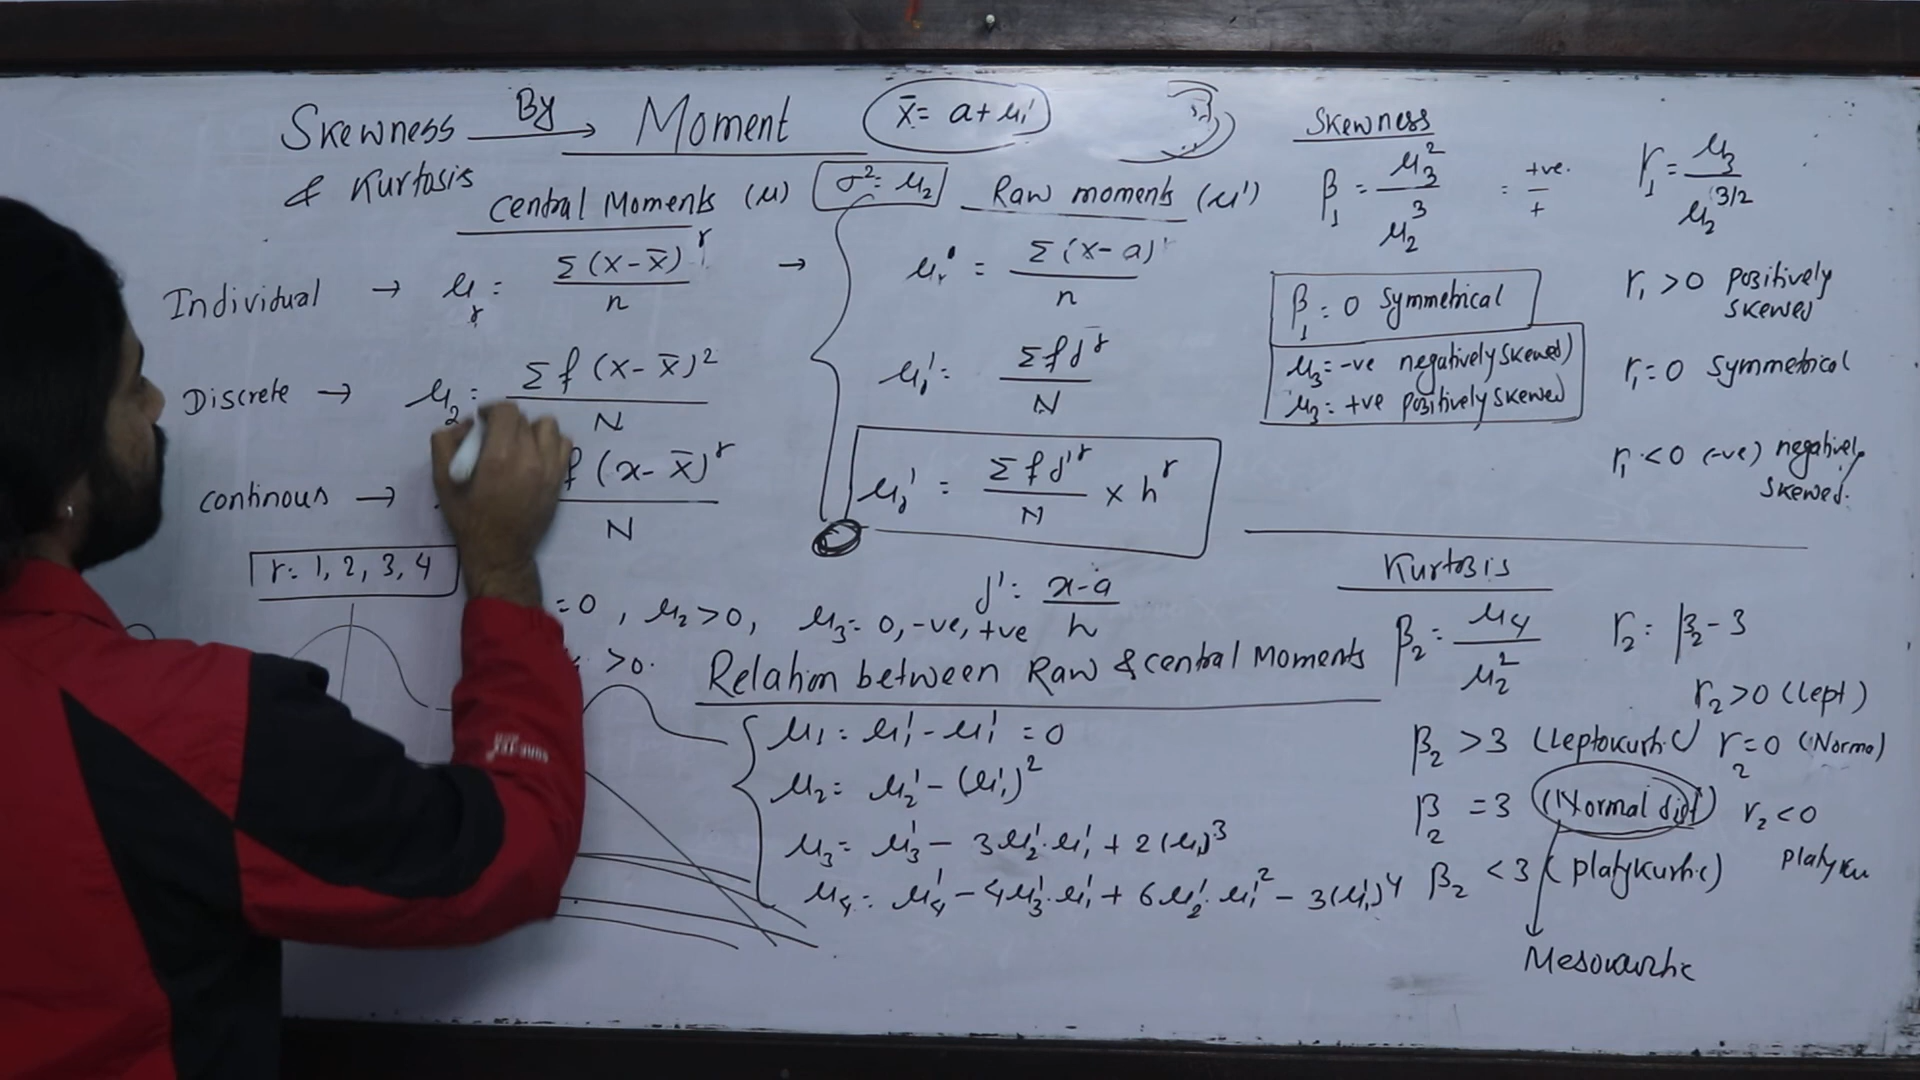 Skewness By → Moment
& Kurtosis
x̄ = a + μ₁'
Central Moments (μ)
σ² = μ₂
Raw moments (μ')
Individual → μᵣ = Σ(x - x̄)ʳ / n →
Discrete → μ₂ = Σf(x - x̄)² / N
continous → f(x - x̄)ʳ / N
r = 1, 2, 3, 4
= 0, μ₂ > 0, μ₃ = 0, -ve, +ve
> 0.
μᵣ' = Σ(x - a)ʳ / n
μ₁' = Σfdʳ / N
Σfd'ʳ / N × hʳ
d' = x - a / h
Relation between Raw & central Moments
μ₁ = μ₁' - μ₁' = 0
μ₂ = μ₂' - (μ₁')²
μ₃ = μ₃' - 3μ₂'.μ₁' + 2(μ₁')³
μ₄ = μ₄' - 4μ₃'.μ₁' + 6μ₂'.μ₁'² - 3(μ₁')⁴
Skewness
β₁ = μ₃² / μ₂³ = +ve. / +
r₁ = μ₃ / μ₂^3/2
β₁ = 0 Symmetrical
μ₃ = -ve negatively skewed)
μ₃ = +ve positively skewed
r₁ > 0 positively skewed
r₁ = 0 Symmetrical
r₁ < 0 (-ve) negatively skewed.
Kurtosis
β₂ = μ₄ / μ₂²
r₂ = β₂ - 3
r₂ > 0 (Lept)
β₂ > 3 (Leptokurtic)
r₂ = 0 (Norma)
β₂ = 3 (Normal dist)
r₂ < 0 platyku
β₂ < 3 (platykurtic)
Mesokurtic